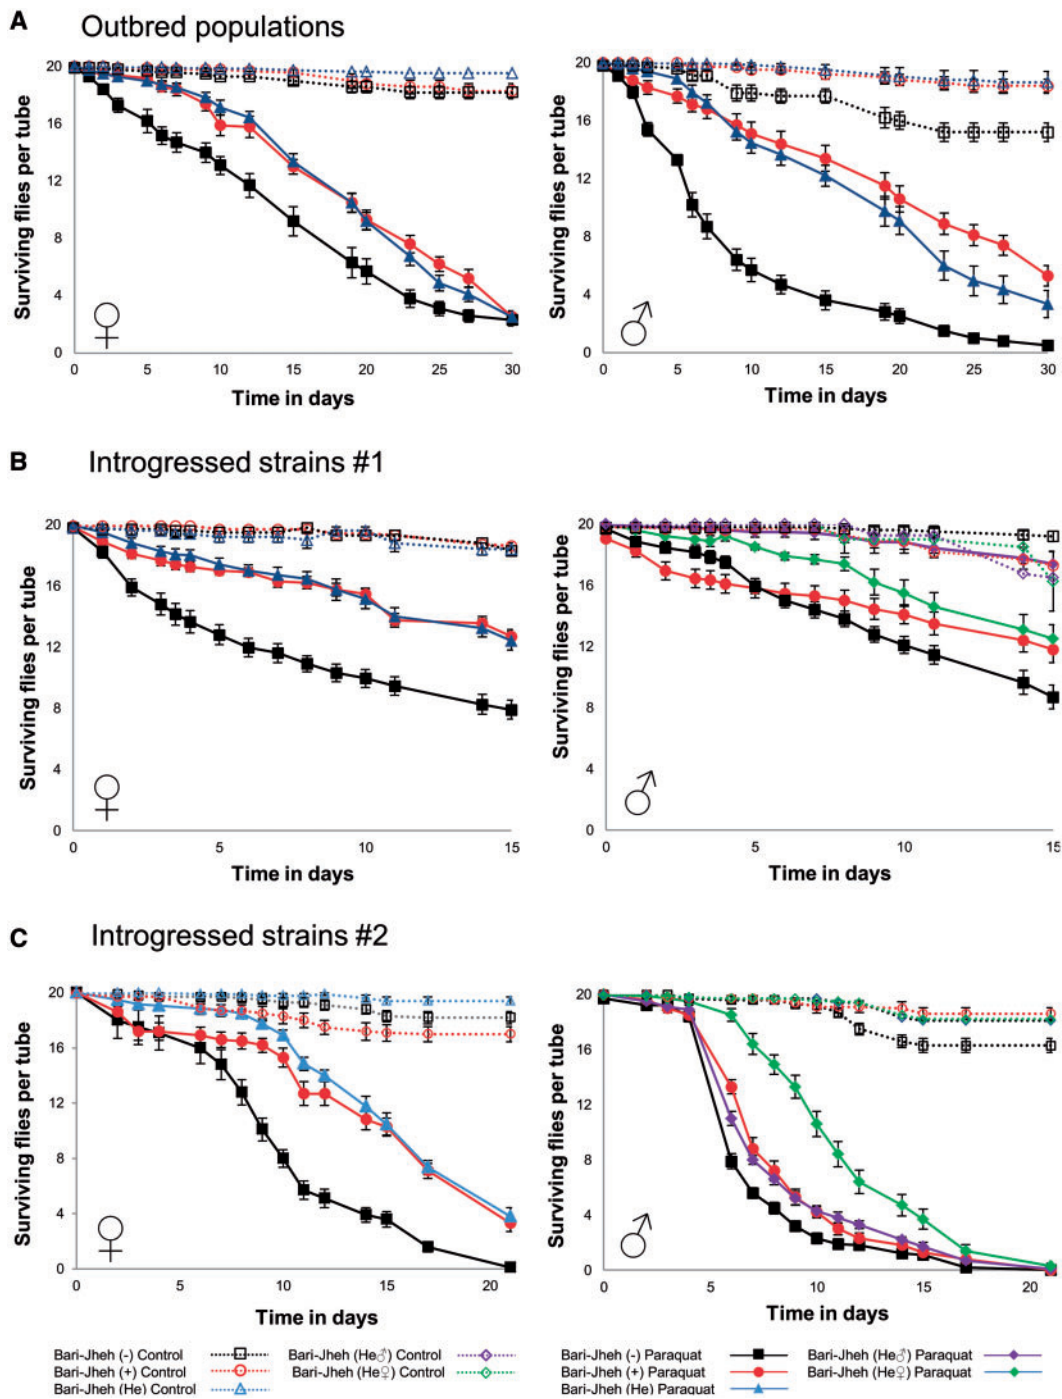 A Outbred populations
Surviving flies per tube
20
16
12
8
4
0
0 5 10 15 20 25 30
Time in days
Surviving flies per tube
20
16
12
8
4
0
0 5 10 15 20 25 30
Time in days
B Introgressed strains #1
Surviving flies per tube
20
16
12
8
4
0
0 5 10 15
Time in days
Surviving flies per tube
20
16
12
8
4
0
0 5 10 15
Time in days
C Introgressed strains #2
Surviving flies per tube
20
16
12
8
4
0
0 5 10 15 20
Time in days
Surviving flies per tube
20
16
12
8
4
0
0 5 10 15 20
Time in days
Bari-Jheh (-) Control
Bari-Jheh (+) Control
Bari-Jheh (He) Control
Bari-Jheh (He♂) Control
Bari-Jheh (He♀) Control
Bari-Jheh (-) Paraquat
Bari-Jheh (+) Paraquat
Bari-Jheh (He) Paraquat
Bari-Jheh (He♂) Paraquat
Bari-Jheh (He♀) Paraquat